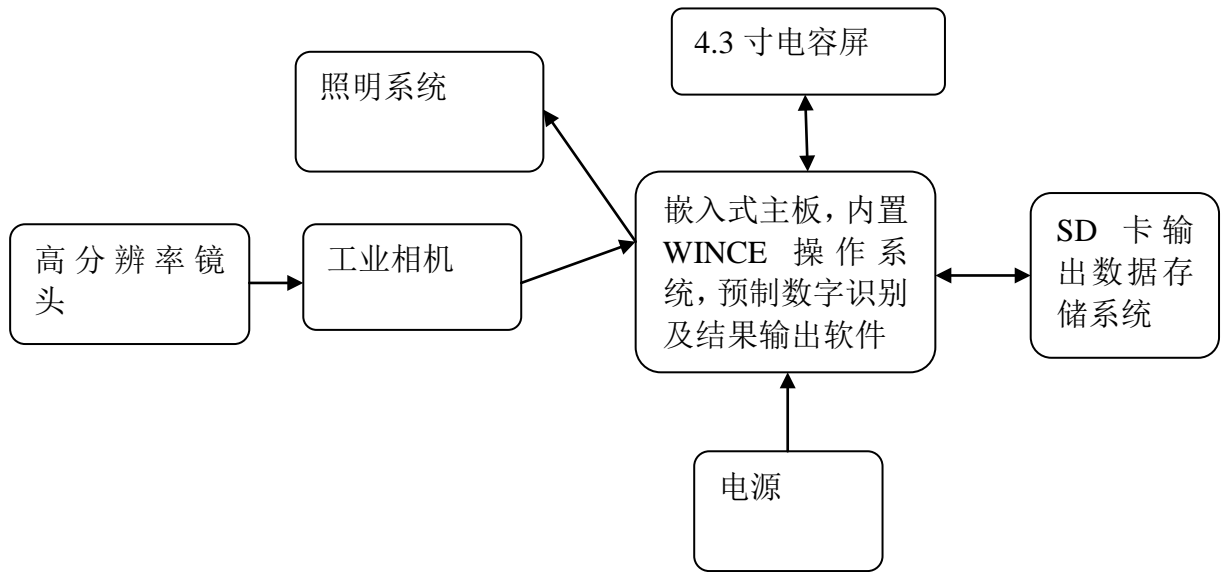 4.3 寸电容屏
照明系统
嵌入式主板，内置
WINCE 操作系
统，预制数字识别
及结果输出软件
SD 卡输
出数据存
储系统
高分辨率镜
头
工业相机
电源